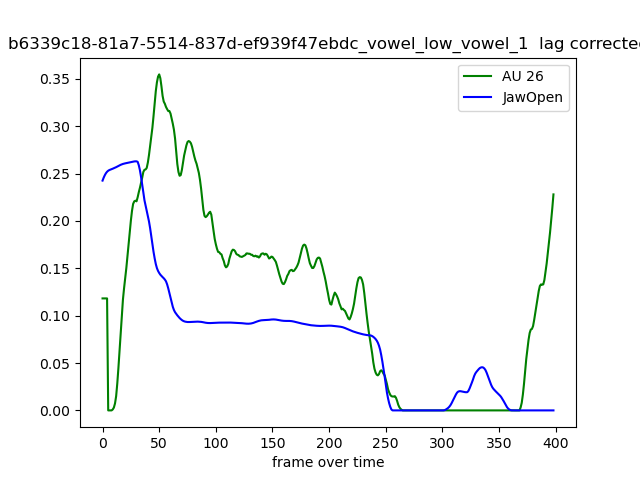 b6339c18-81a7-5514-837d-ef939f47ebdc_vowel_low_vowel_1 lag corrected
AU 26
JawOpen
0.35
0.30
0.25
0.20
0.15
0.10
0.05
0.00
0 50 100 150 200 250 300 350 400
frame over time